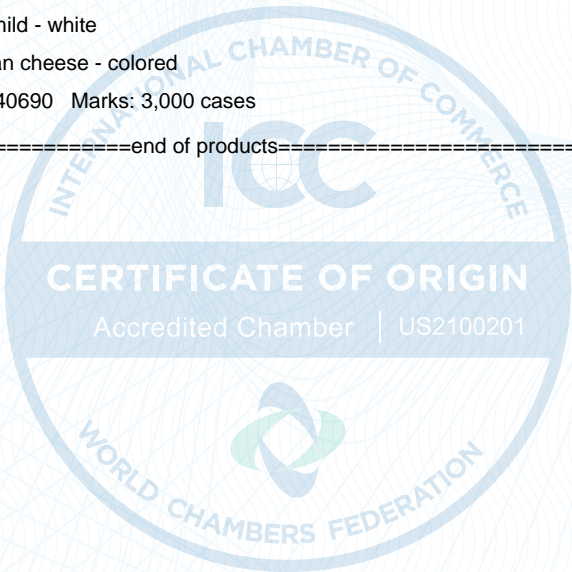 hild - white
an cheese - colored
40690   Marks: 3,000 cases
===========end of products=========================
INTERNATIONAL CHAMBER OF COMMERCE
ICC
CERTIFICATE OF ORIGIN
Accredited Chamber | US2100201
WORLD CHAMBERS FEDERATION